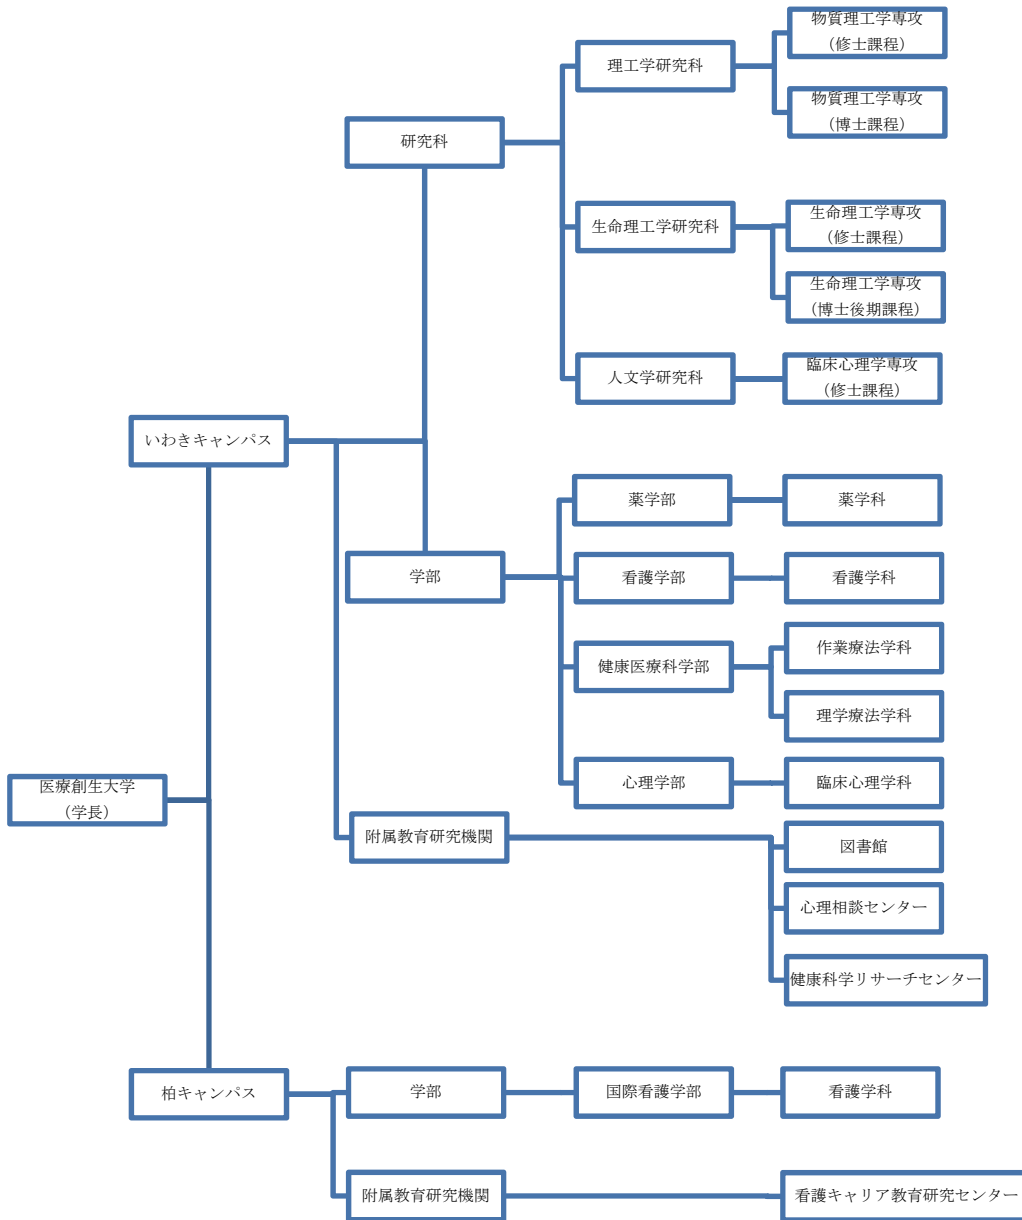 物質理工学専攻
（修士課程）
理工学研究科
物質理工学専攻
（博士課程）
研究科
生命理工学専攻
（修士課程）
生命理工学研究科
生命理工学専攻
（博士後期課程）
人文学研究科
臨床心理学専攻
（修士課程）
いわきキャンパス
薬学部
薬学科
学部
看護学部
看護学科
健康医療科学部
作業療法学科
理学療法学科
心理学部
臨床心理学科
医療創生大学
（学長）
附属教育研究機関
図書館
心理相談センター
健康科学リサーチセンター
柏キャンパス
学部
国際看護学部
看護学科
附属教育研究機関
看護キャリア教育研究センター